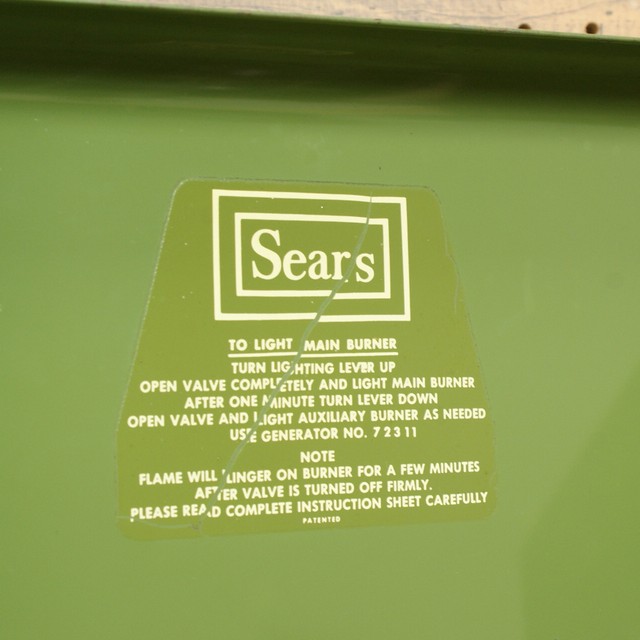 Sears
TO LIGHT MAIN BURNER
TURN LIGHTING LEVER UP
OPEN VALVE COMPLETELY AND LIGHT MAIN BURNER
AFTER ONE MINUTE TURN LEVER DOWN
OPEN VALVE AND LIGHT AUXILIARY BURNER AS NEEDED
USE GENERATOR NO. 72311
NOTE
FLAME WILL LINGER ON BURNER FOR A FEW MINUTES
AFTER VALVE IS TURNED OFF FIRMLY.
PLEASE READ COMPLETE INSTRUCTION SHEET CAREFULLY
PATENTED